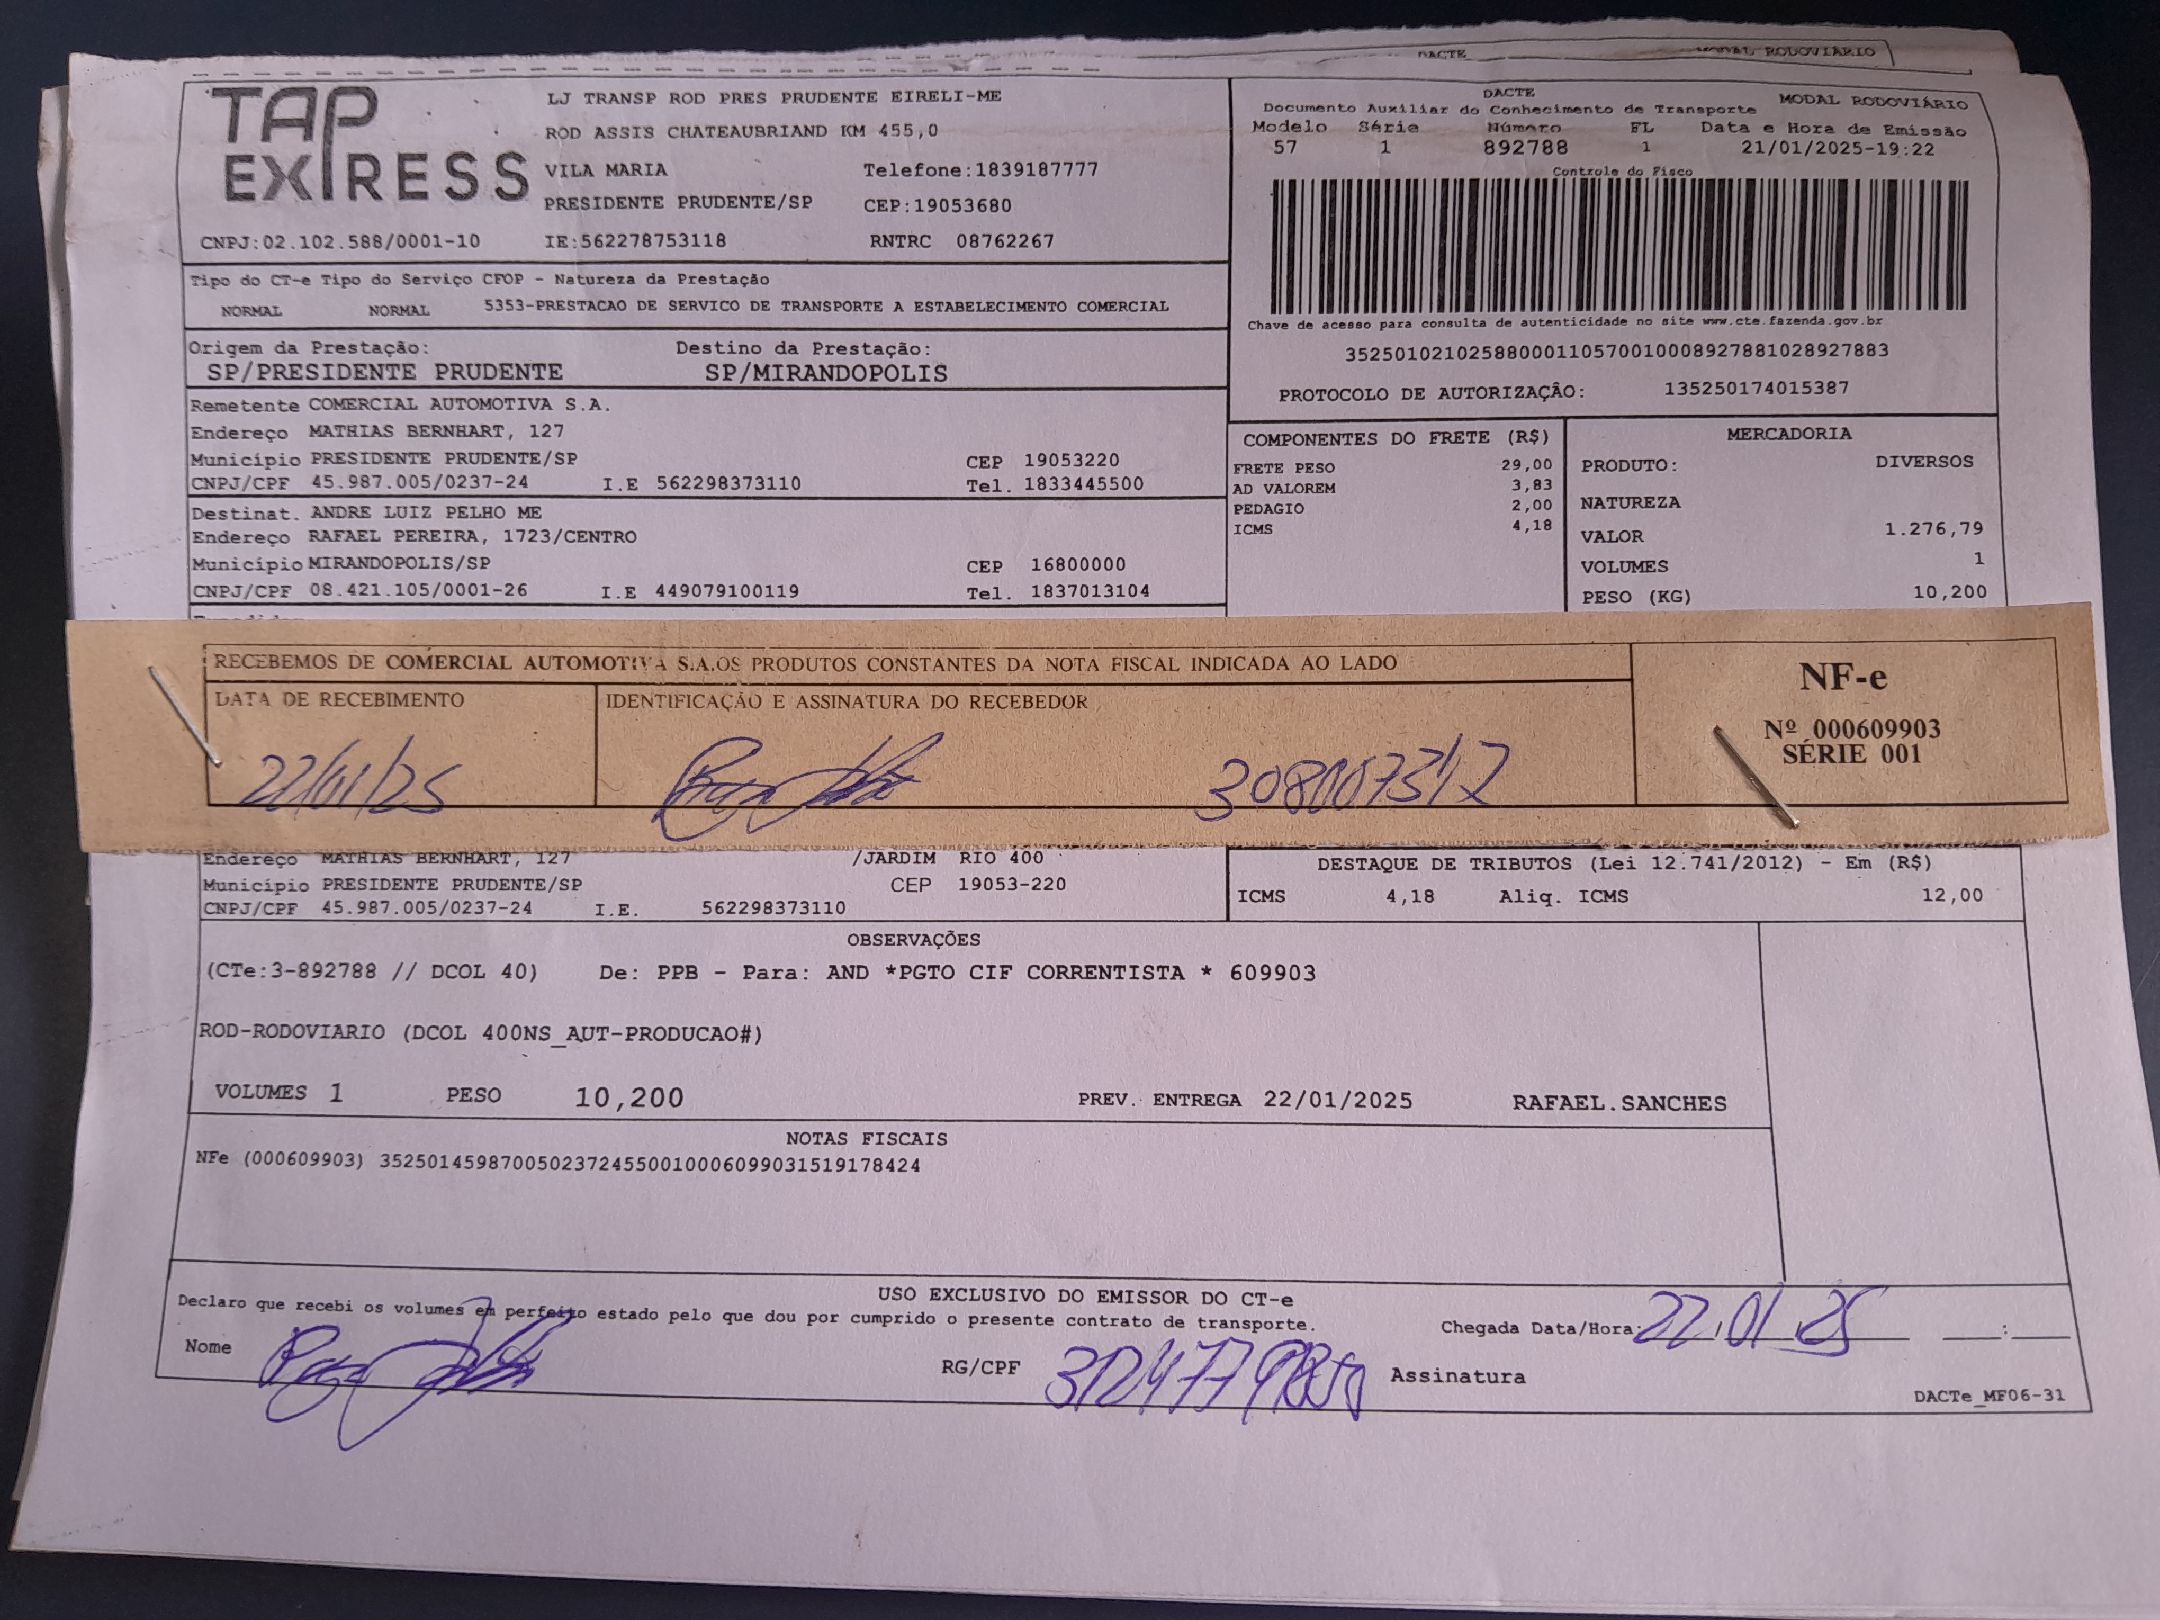 DACTE MODAL RODOVIÁRIO
TAP EXPRESS
LJ TRANSP ROD PRES PRUDENTE EIRELI-ME
ROD ASSIS CHATEAUBRIAND KM 455,0
VILA MARIA Telefone:1839187777
PRESIDENTE PRUDENTE/SP CEP:19053680
CNPJ:02.102.588/0001-10 IE:562278753118 RNTRC 08762267
DACTE MODAL RODOVIÁRIO
Documento Auxiliar do Conhecimento de Transporte
Modelo Série Número FL Data e Hora de Emissão
57 1 892788 1 21/01/2025-19:22
Controle do Fisco
Chave de acesso para consulta de autenticidade no site www.cte.fazenda.gov.br
35250102102588000110570010008927881028927883
PROTOCOLO DE AUTORIZAÇÃO: 135250174015387
Tipo do CT-e Tipo do Serviço CFOP - Natureza da Prestação
NORMAL NORMAL 5353-PRESTACAO DE SERVICO DE TRANSPORTE A ESTABELECIMENTO COMERCIAL
Origem da Prestação: Destino da Prestação:
SP/PRESIDENTE PRUDENTE SP/MIRANDOPOLIS
Remetente COMERCIAL AUTOMOTIVA S.A.
Endereço MATHIAS BERNHART, 127
Município PRESIDENTE PRUDENTE/SP CEP 19053220
CNPJ/CPF 45.987.005/0237-24 I.E 562298373110 Tel. 1833445500
Destinat. ANDRE LUIZ PELHO ME
Endereço RAFAEL PEREIRA, 1723/CENTRO
Município MIRANDOPOLIS/SP CEP 16800000
CNPJ/CPF 08.421.105/0001-26 I.E 449079100119 Tel. 1837013104
COMPONENTES DO FRETE (R$)
FRETE PESO 29,00
AD VALOREM 3,83
PEDAGIO 2,00
ICMS 4,18
MERCADORIA
PRODUTO: DIVERSOS
NATUREZA
VALOR 1.276,79
VOLUMES 1
PESO (KG) 10,200
RECEBEMOS DE COMERCIAL AUTOMOTIVA S.A.OS PRODUTOS CONSTANTES DA NOTA FISCAL INDICADA AO LADO
DATA DE RECEBIMENTO IDENTIFICAÇÃO E ASSINATURA DO RECEBEDOR
22/01/25
NF-e
Nº 000609903
SÉRIE 001
Endereço MATHIAS BERNHART, 127 /JARDIM RIO 400
Município PRESIDENTE PRUDENTE/SP CEP 19053-220
CNPJ/CPF 45.987.005/0237-24 I.E. 562298373110
DESTAQUE DE TRIBUTOS (Lei 12.741/2012) - Em (R$)
ICMS 4,18 Aliq. ICMS 12,00
OBSERVAÇÕES
(CTe:3-892788 // DCOL 40) De: PPB - Para: AND *PGTO CIF CORRENTISTA * 609903
ROD-RODOVIARIO (DCOL 400NS_AUT-PRODUCAO#)
VOLUMES 1 PESO 10,200 PREV. ENTREGA 22/01/2025 RAFAEL.SANCHES
NOTAS FISCAIS
NFe (000609903) 35250145987005023724550010006099031519178424
USO EXCLUSIVO DO EMISSOR DO CT-e
Declaro que recebi os volumes em perfeito estado pelo que dou por cumprido o presente contrato de transporte.
Chegada Data/Hora: 22.01.25 :
Nome RG/CPF Assinatura
DACTe_MF06-31